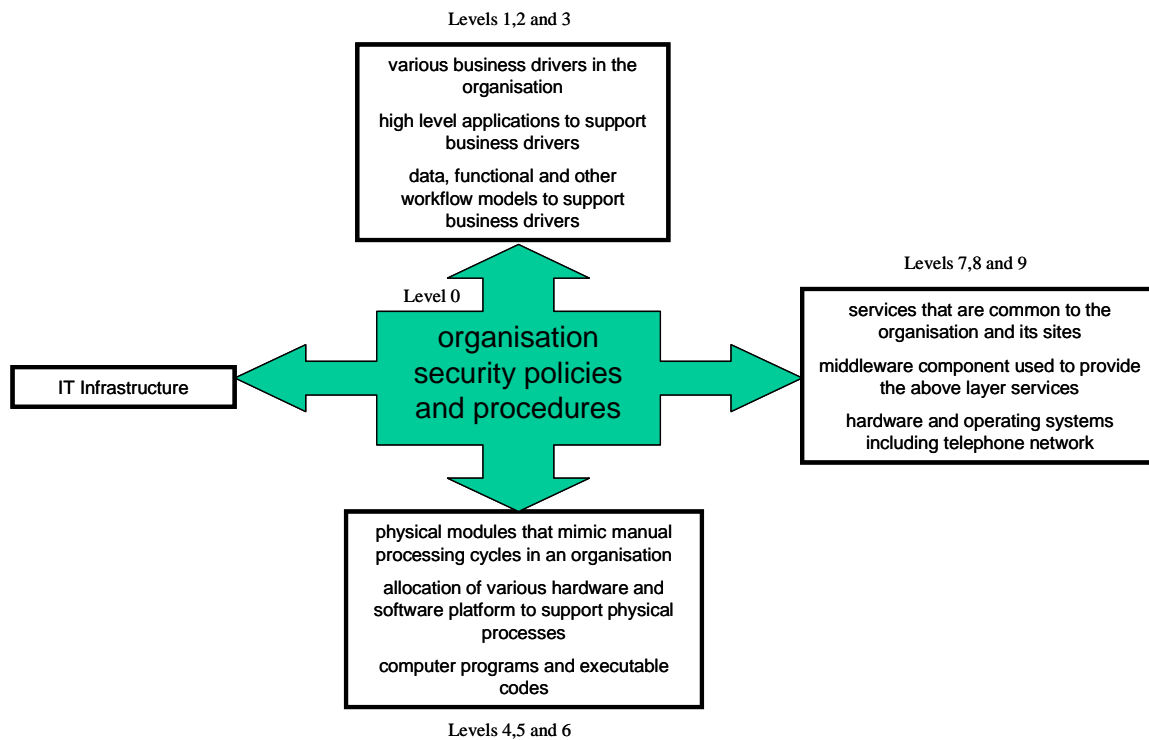 Levels 1,2 and 3
various business drivers in the
organisation
high level applications to support
business drivers
data, functional and other
workflow models to support
business drivers
Levels 7,8 and 9
services that are common to the
organisation and its sites
middleware component used to provide
the above layer services
hardware and operating systems
including telephone network
Level 0
organisation
security policies
and procedures
IT Infrastructure
physical modules that mimic manual
processing cycles in an organisation
allocation of various hardware and
software platform to support physical
processes
computer programs and executable
codes
Levels 4,5 and 6